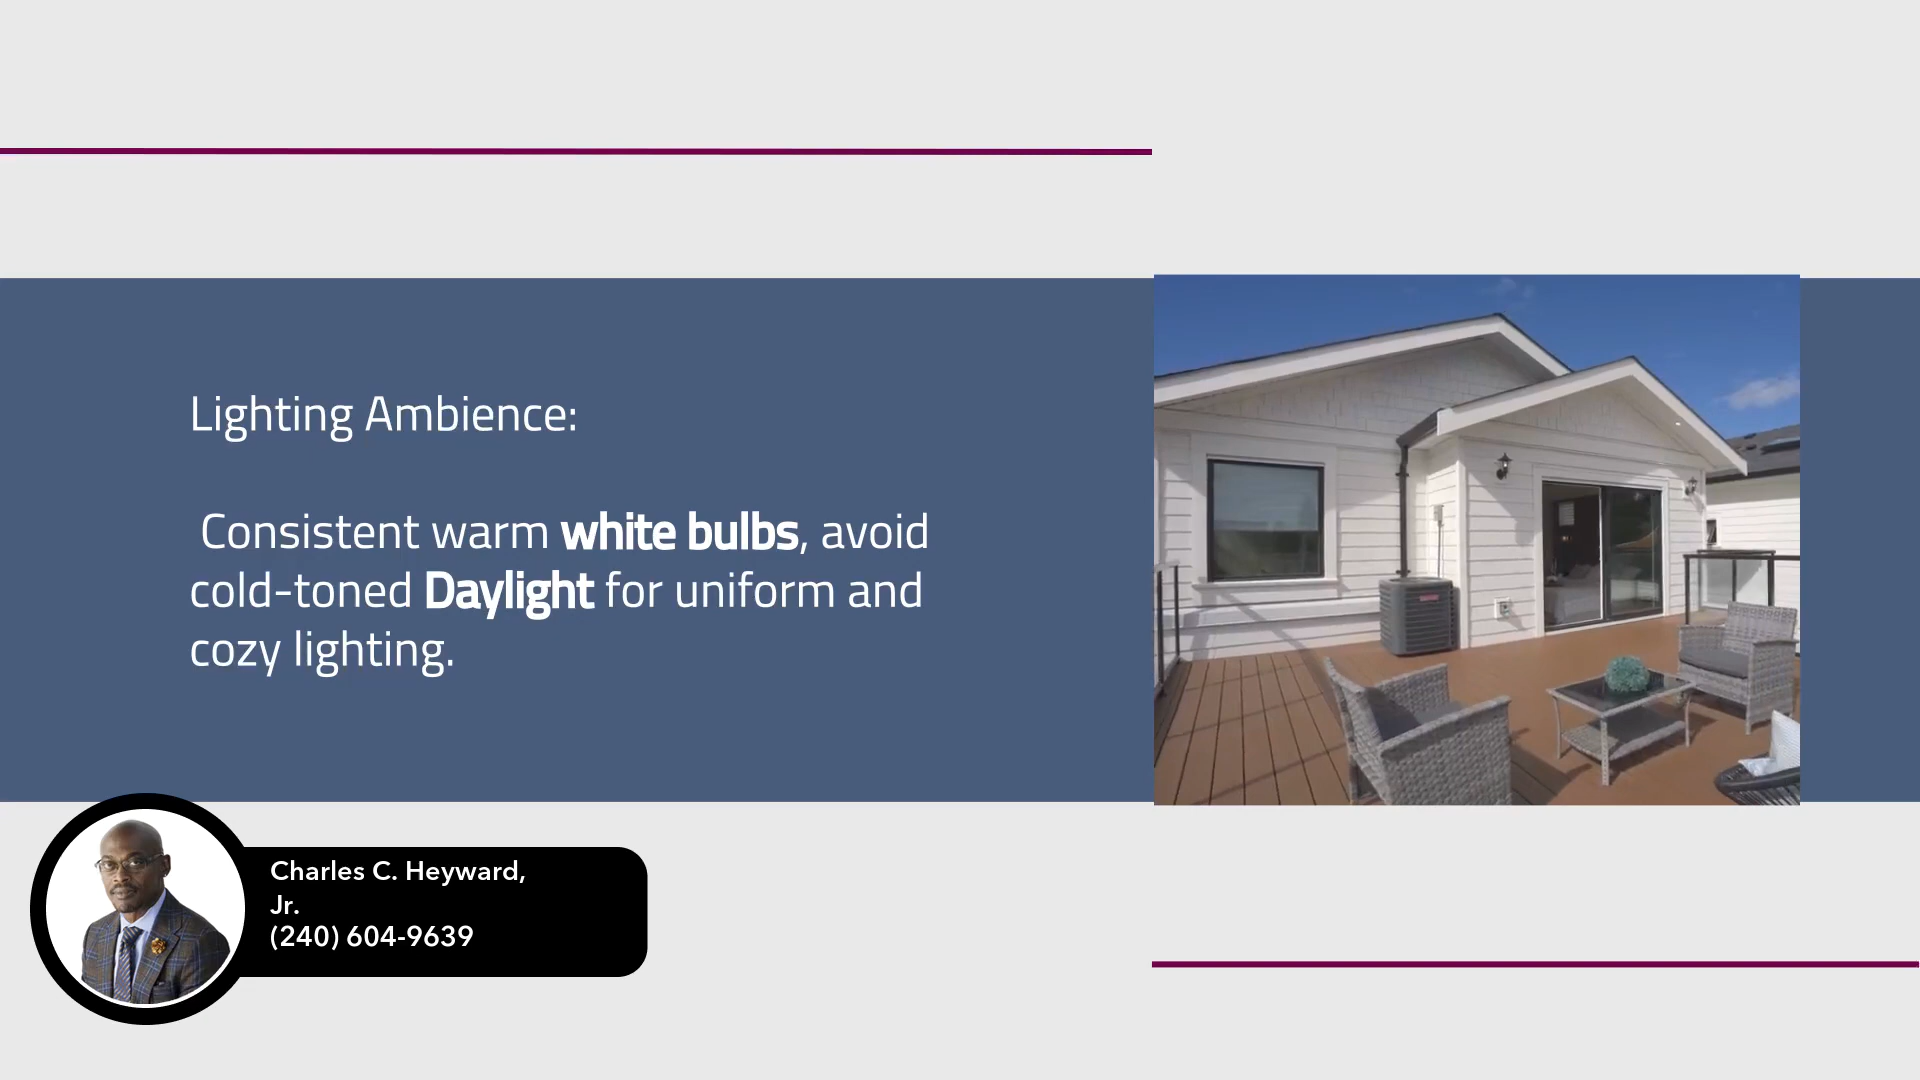 Lighting Ambience:
Consistent warm white bulbs, avoid
cold-toned Daylight for uniform and
cozy lighting.
Charles C. Heyward,
Jr.
(240) 604-9639